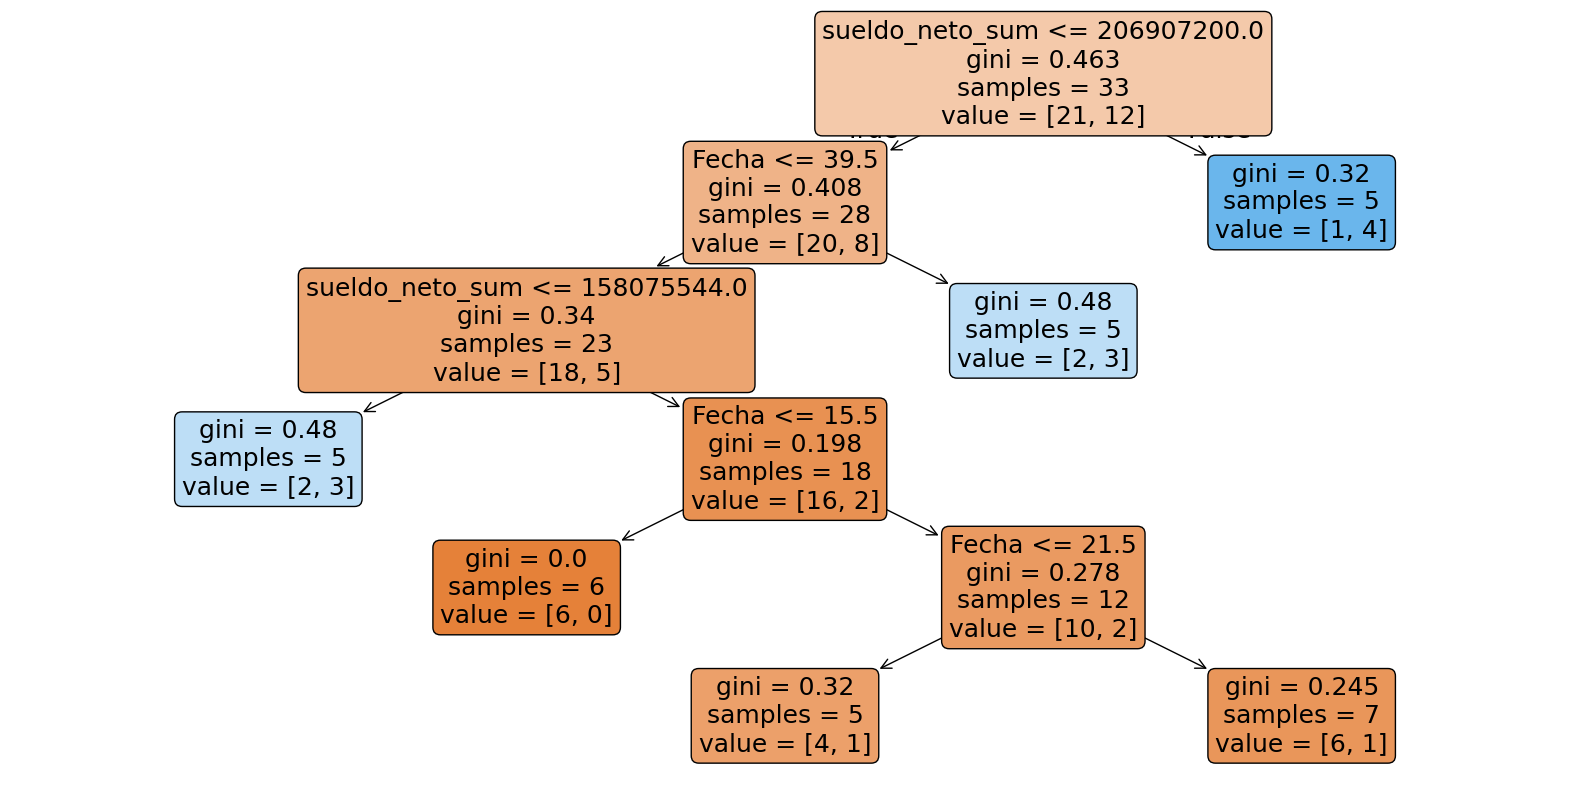 sueldo_neto_sum <= 206907200.0
gini = 0.463
samples = 33
value = [21, 12]
Fecha <= 39.5
gini = 0.408
samples = 28
value = [20, 8]
gini = 0.32
samples = 5
value = [1, 4]
sueldo_neto_sum <= 158075544.0
gini = 0.34
samples = 23
value = [18, 5]
gini = 0.48
samples = 5
value = [2, 3]
gini = 0.48
samples = 5
value = [2, 3]
Fecha <= 15.5
gini = 0.198
samples = 18
value = [16, 2]
gini = 0.0
samples = 6
value = [6, 0]
Fecha <= 21.5
gini = 0.278
samples = 12
value = [10, 2]
gini = 0.32
samples = 5
value = [4, 1]
gini = 0.245
samples = 7
value = [6, 1]